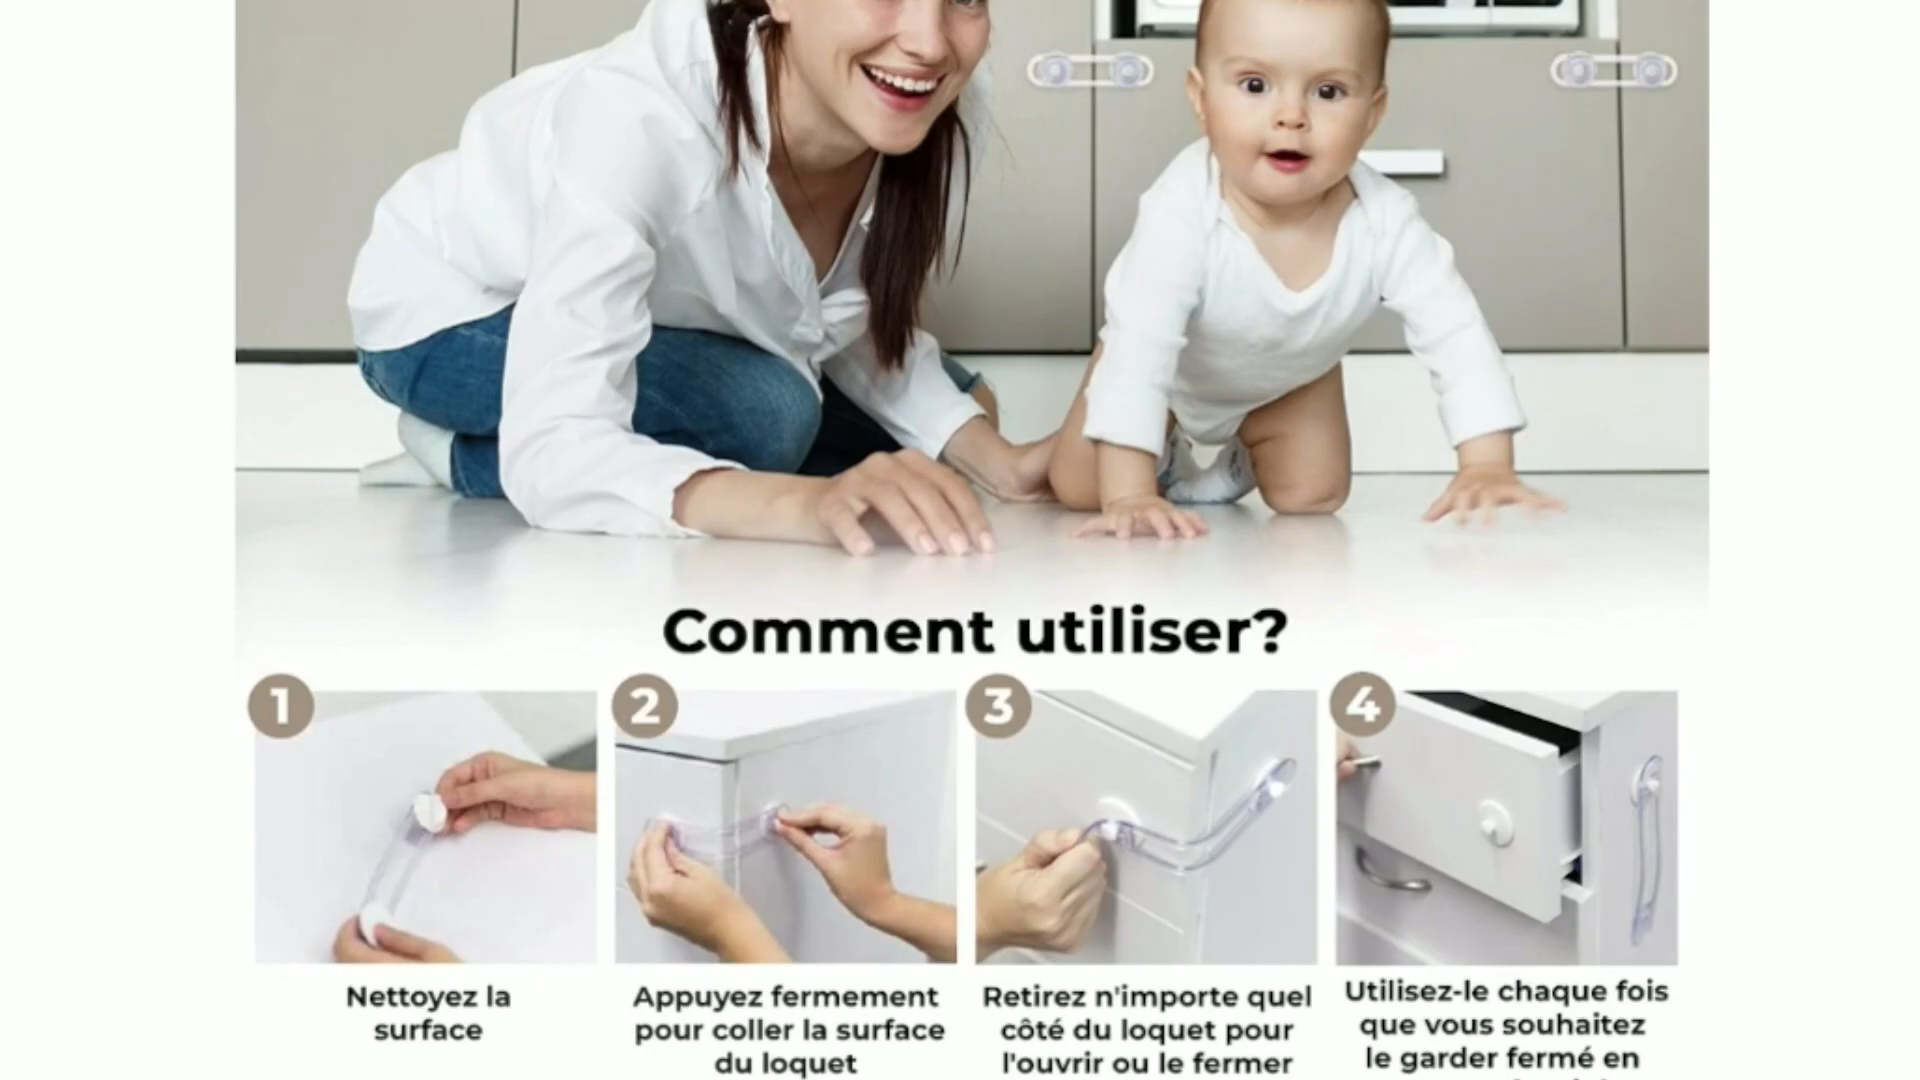 Comment utiliser?
1
2
3
4
Nettoyez la
surface
Appuyez fermement
pour coller la surface
du loquet
Retirez n'importe quel
côté du loquet pour
l'ouvrir ou le fermer
Utilisez-le chaque fois
que vous souhaitez
le garder fermé en